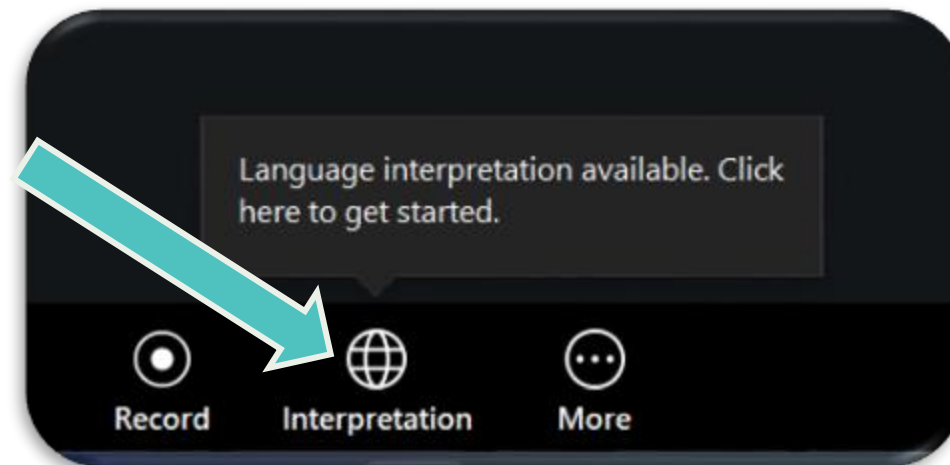 Language interpretation available. Click
here to get started.
Record
Interpretation
More